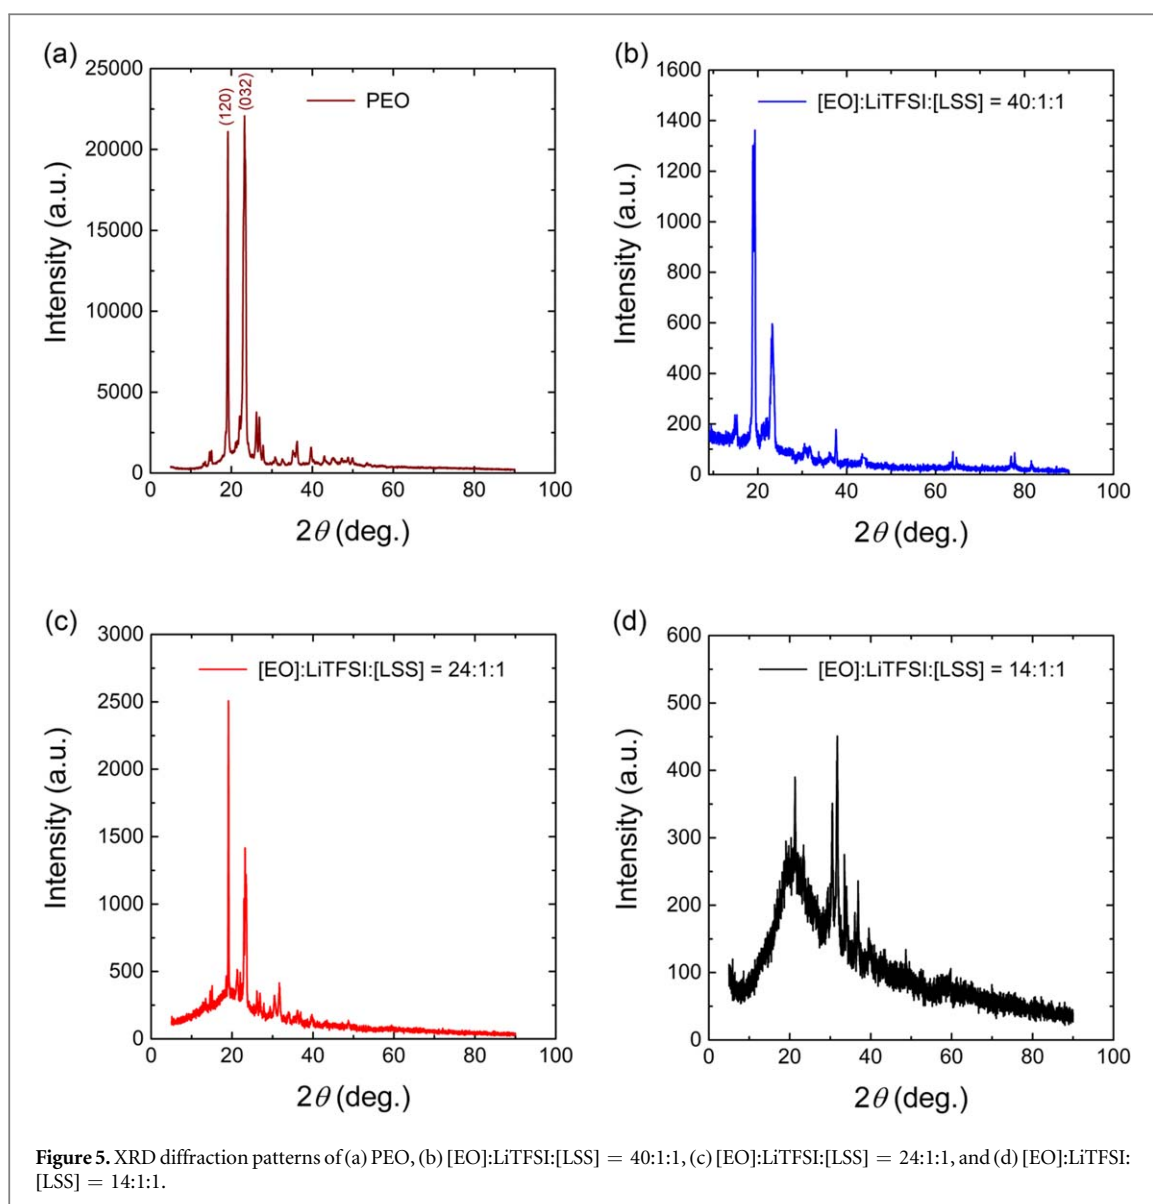 (a)
25000
20000
15000
10000
5000
0
0 20 40 60 80 100
Intensity (a.u.)
2θ (deg.)
(120)
(032)
PEO
(b)
1600
1400
1200
1000
800
600
400
200
0
20 40 60 80 100
Intensity (a.u.)
2θ (deg.)
[EO]:LiTFSI:[LSS] = 40:1:1
(c)
3000
2500
2000
1500
1000
500
0
0 20 40 60 80 100
Intensity (a.u.)
2θ (deg.)
[EO]:LiTFSI:[LSS] = 24:1:1
(d)
600
500
400
300
200
100
0
0 20 40 60 80 100
Intensity (a.u.)
2θ (deg.)
[EO]:LiTFSI:[LSS] = 14:1:1
Figure 5. XRD diffraction patterns of (a) PEO, (b) [EO]:LiTFSI:[LSS] = 40:1:1, (c) [EO]:LiTFSI:[LSS] = 24:1:1, and (d) [EO]:LiTFSI:
[LSS] = 14:1:1.